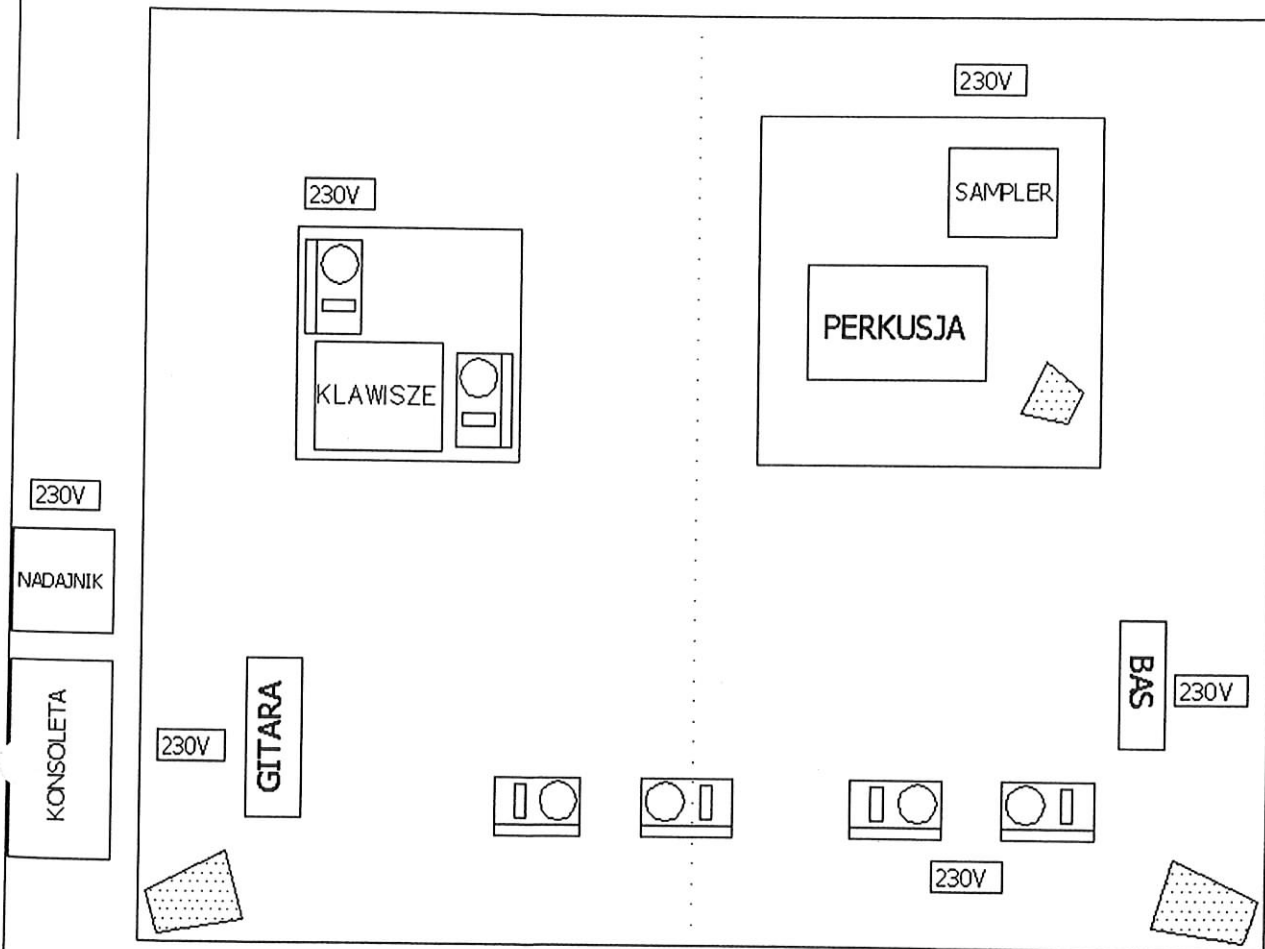 230V
SAMPLER
PERKUSJA
230V
KLAWISZE
230V
NADAJNIK
KONSOLETA
230V
GITARA
BAS
230V
230V